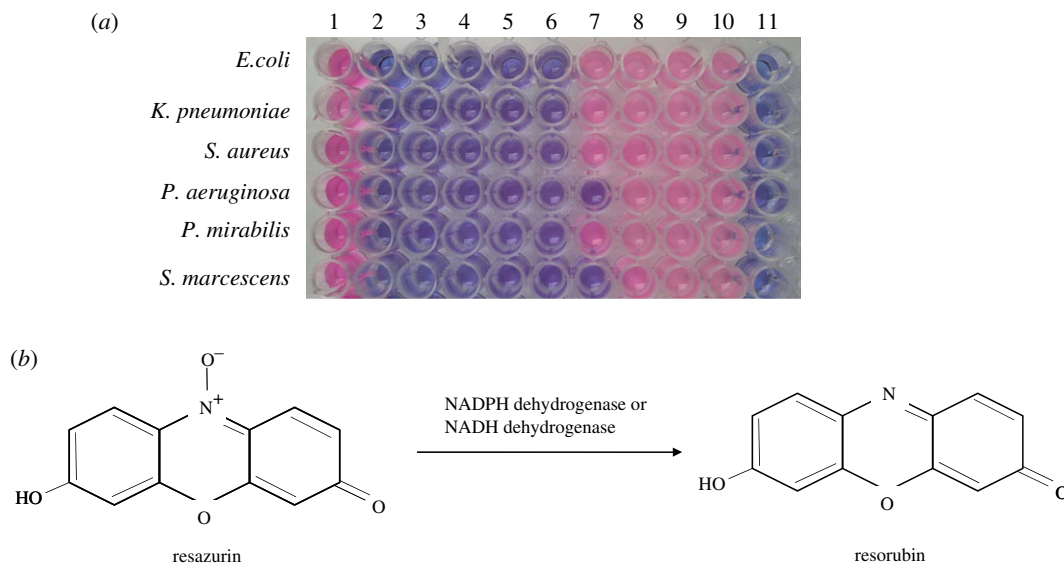 (a)
1 2 3 4 5 6 7 8 9 10 11
E.coli
K. pneumoniae
S. aureus
P. aeruginosa
P. mirabilis
S. marcescens
(b)
O−
N+
HO
O
O
resazurin
NADPH dehydrogenase or
NADH dehydrogenase
N
HO
O
O
resorubin